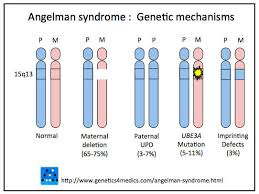 Angelman syndrome : Genetic mechanisms
P M P M P P P M P M
15q13
Normal Maternal Paternal UBE3A Imprinting
deletion UPD Mutation Defects
(65-75%) (3-7%) (5-11%) (3%)
http://www.genetics4medics.com/angelman-syndrome.html